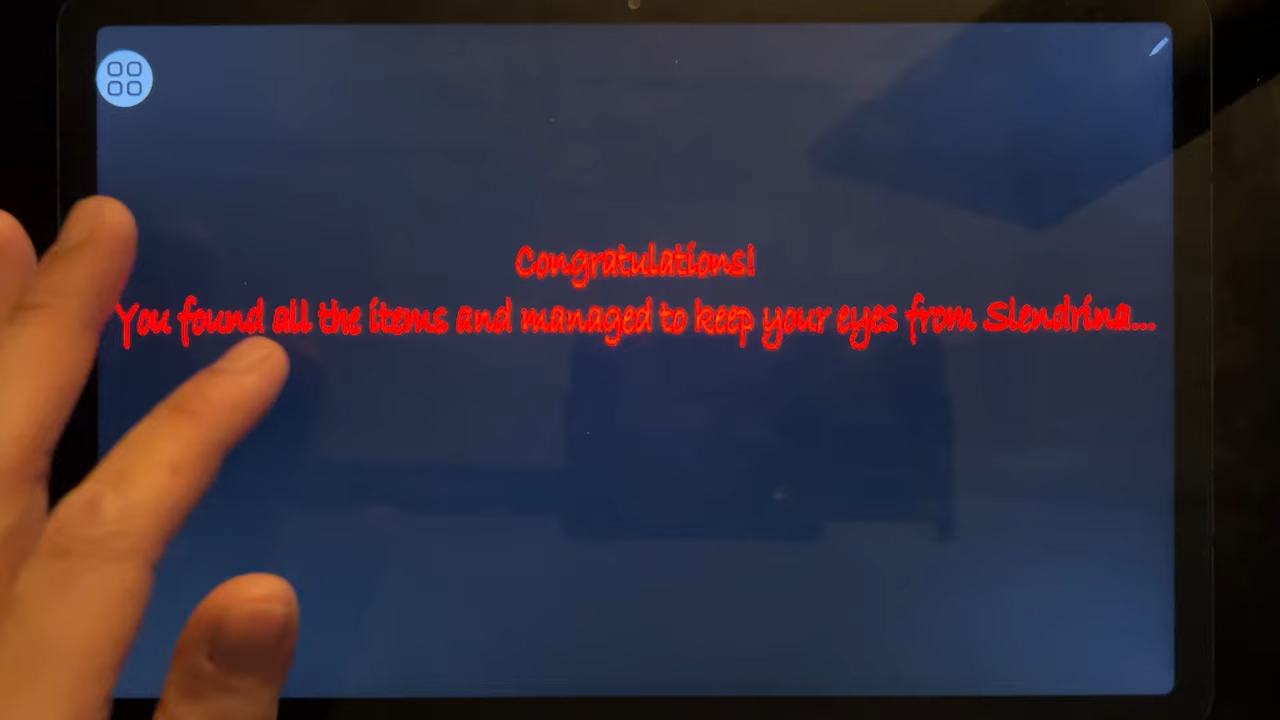 Congratulations!
You found all the items and managed to keep your eyes from Slendrina...